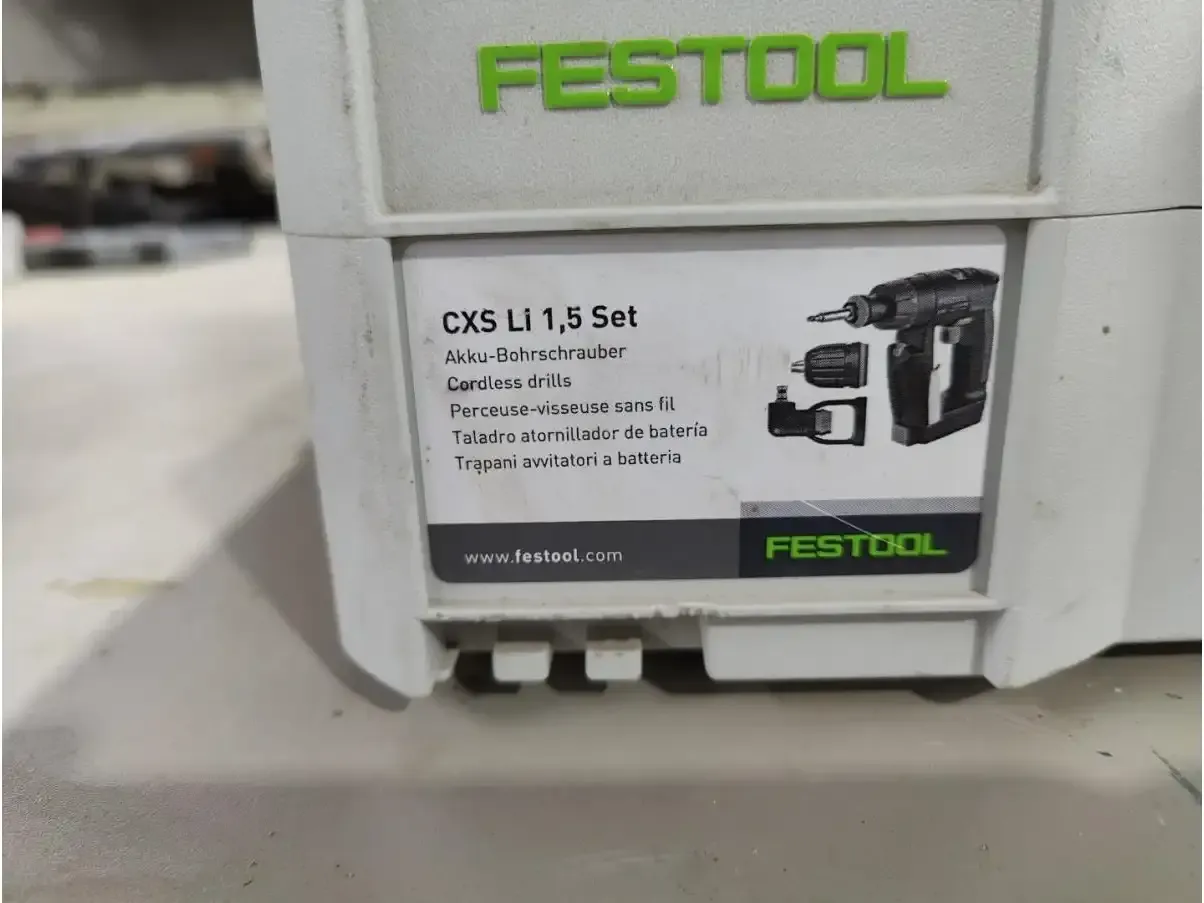 FESTOOL
CXS Li 1,5 Set
Akku-Bohrschrauber
Cordless drills
Perceuse-visseuse sans fil
Taladro atornillador de batería
Trapani avvitatori a batteria
www.festool.com
FESTOOL